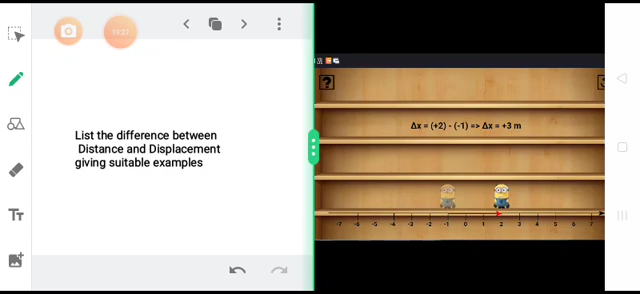 19:27
List the difference between
Distance and Displacement
giving suitable examples
Tт
?
Δx = (+2) - (-1) => Δx = +3 m
-7 -6 -5 -4 -3 -2 -1 0 1 2 3 4 5 6 7